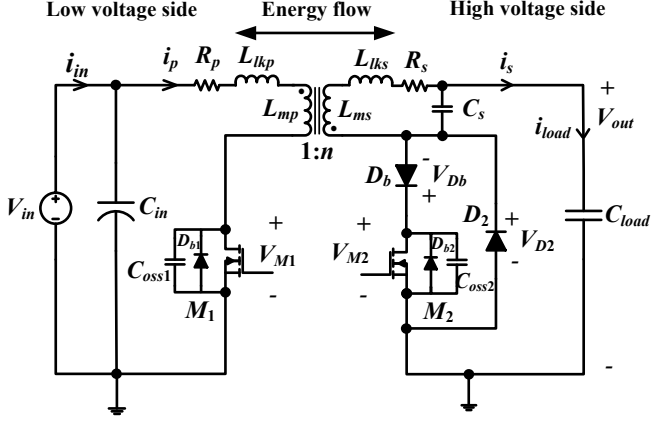 Low voltage side Energy flow High voltage side
i_in i_p R_p L_lkp L_lks R_s i_s +
L_mp L_ms C_s V_out
1:n i_load
D_b - V_Db +
V_in + - C_in D_2 + V_D2 - C_load
C_oss1 D_b1 + V_M1 - + V_M2 - D_b2 C_oss2
M_1 M_2
-